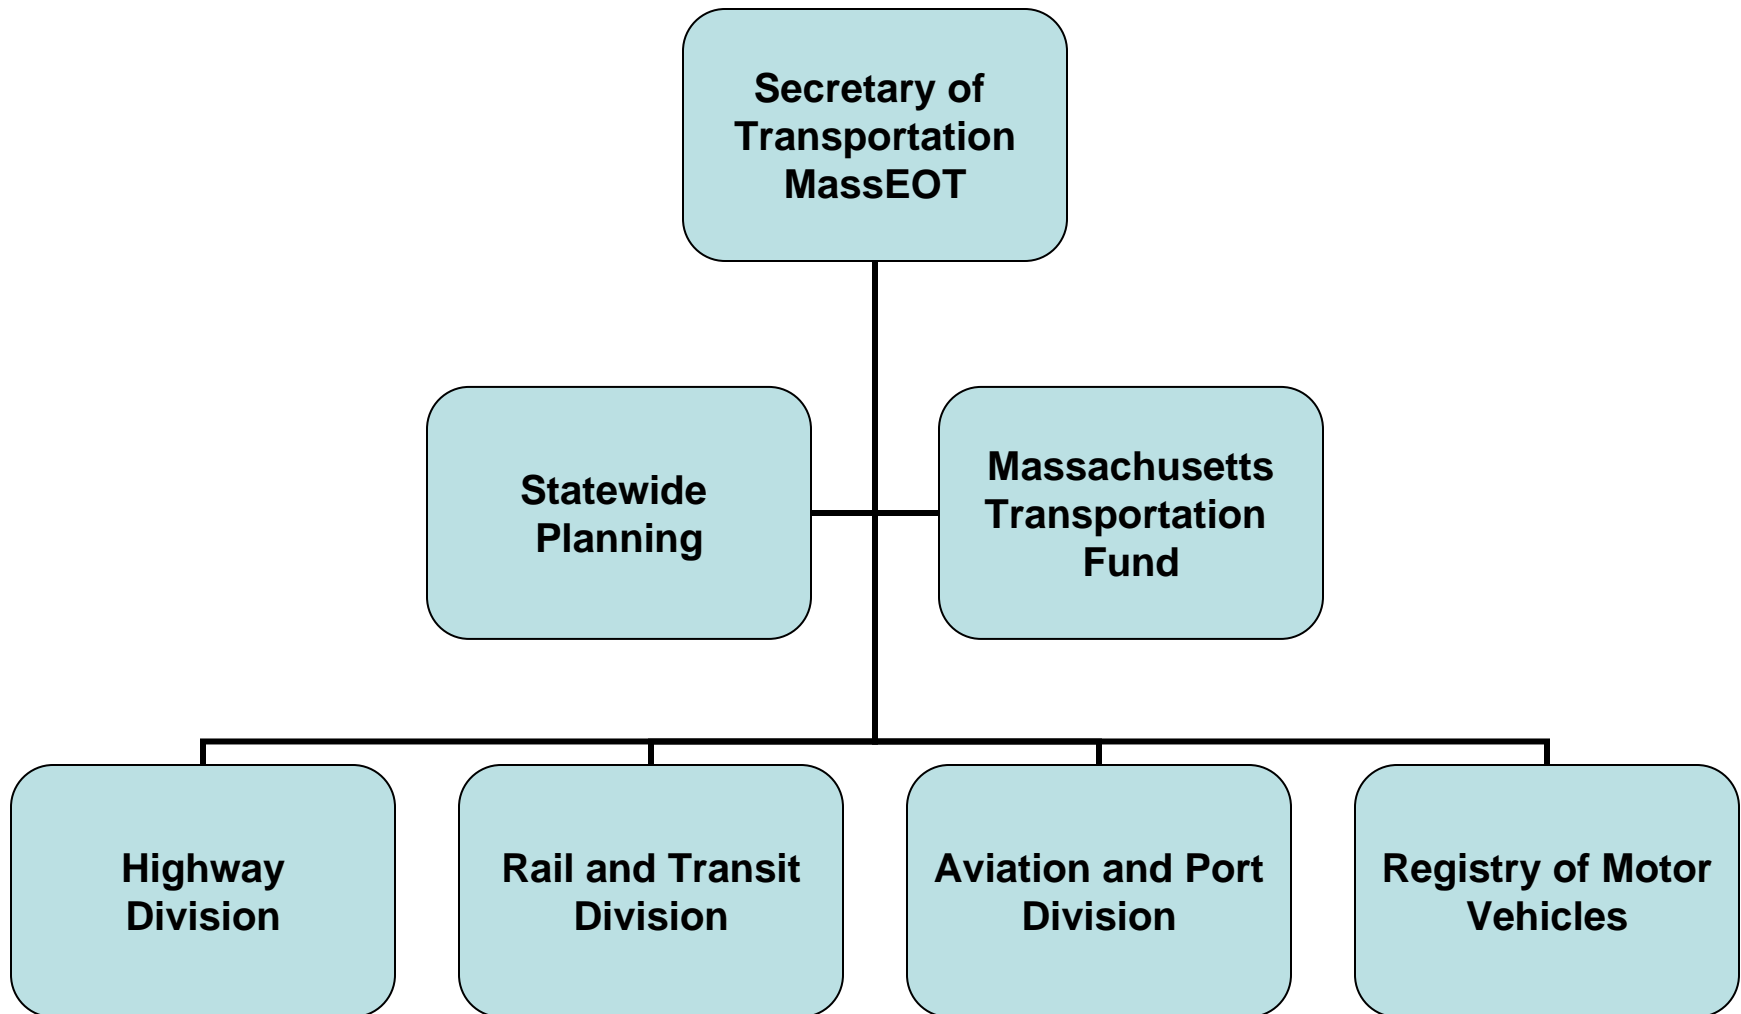 Secretary of
Transportation
MassEOT
Statewide
Planning
Massachusetts
Transportation
Fund
Highway
Division
Rail and Transit
Division
Aviation and Port
Division
Registry of Motor
Vehicles